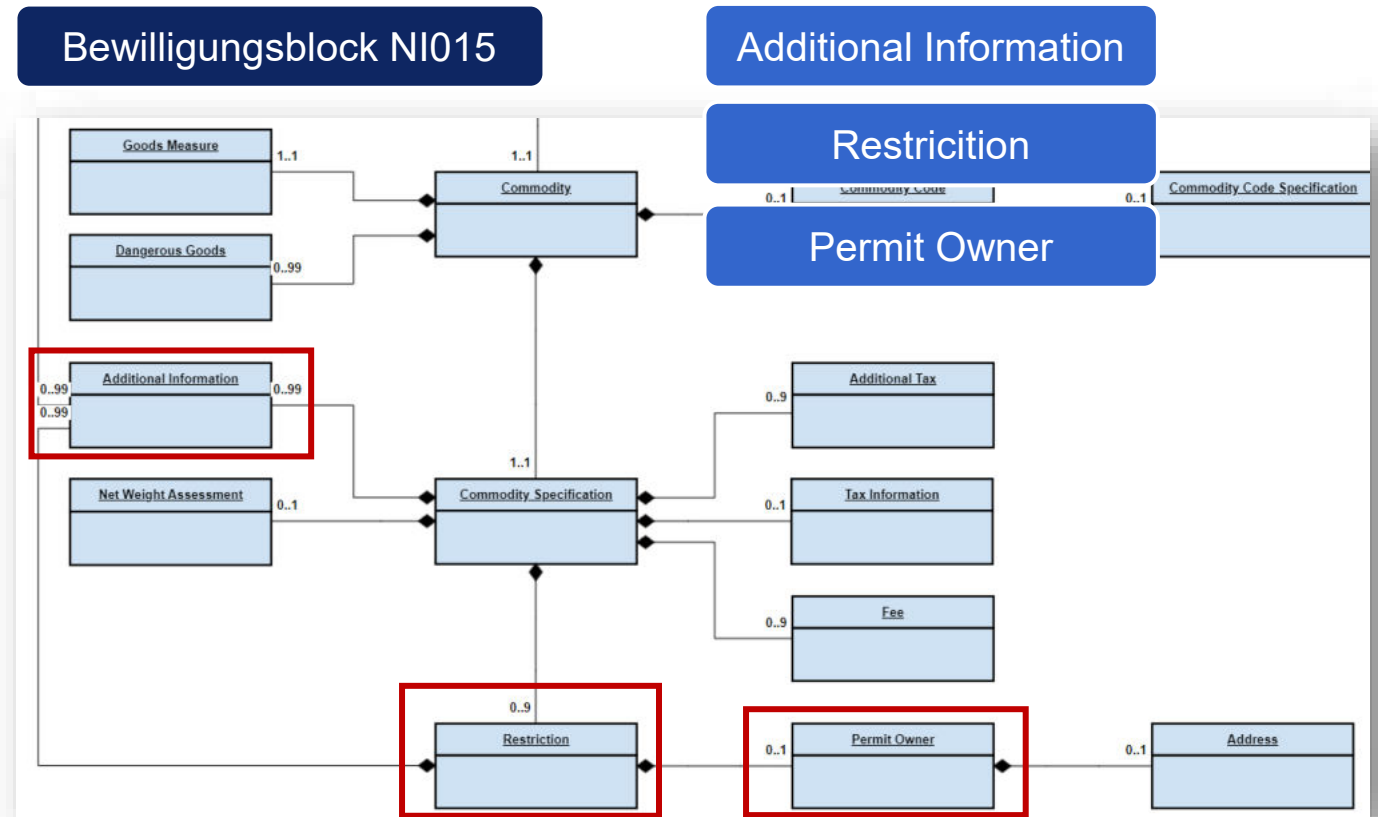 Bewilligungsblock NI015
Additional Information
Restricition
Permit Owner
Goods Measure
1..1
1..1
Commodity
0..1
Commodity Code
0..1
Commodity Code Specification
Dangerous Goods
0..99
Additional Information
0..99
0..99
0..99
Additional Tax
0..9
1..1
Net Weight Assessment
0..1
Commodity Specification
Tax Information
0..1
Fee
0..9
0..9
Restriction
Permit Owner
0..1
Address
0..1